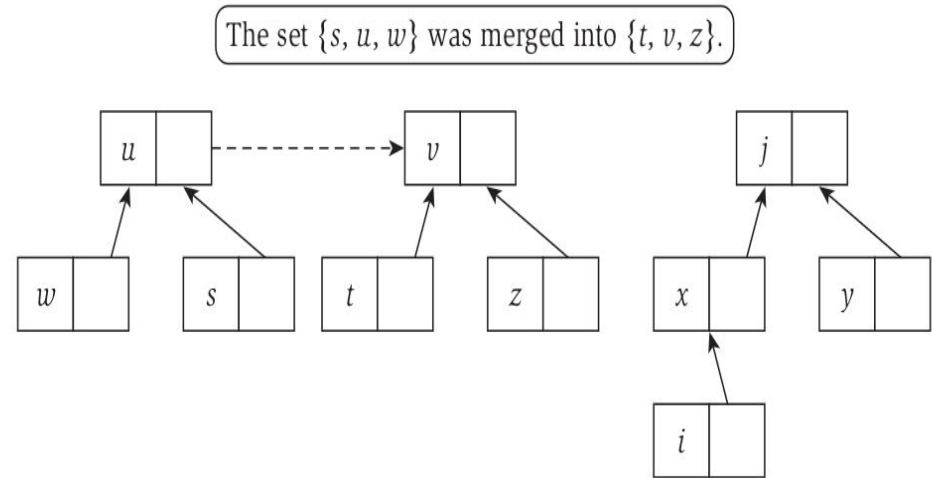 The set {s, u, w} was merged into {t, v, z}.
u
v
j
w
s
t
z
x
y
i